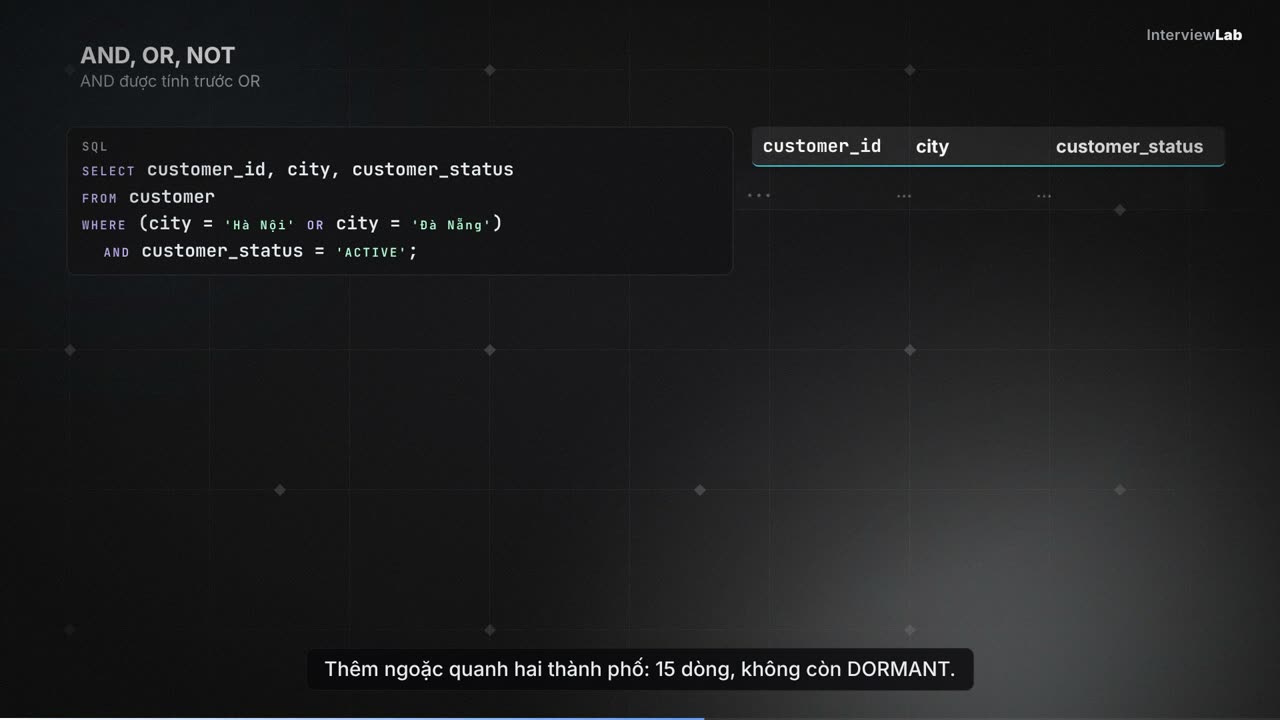 InterviewLab
AND, OR, NOT
AND được tính trước OR
SQL
SELECT customer_id, city, customer_status
FROM customer
WHERE (city = 'Hà Nội' OR city = 'Đà Nẵng')
AND customer_status = 'ACTIVE';
customer_id city customer_status
... ... ...
Thêm ngoặc quanh hai thành phố: 15 dòng, không còn DORMANT.